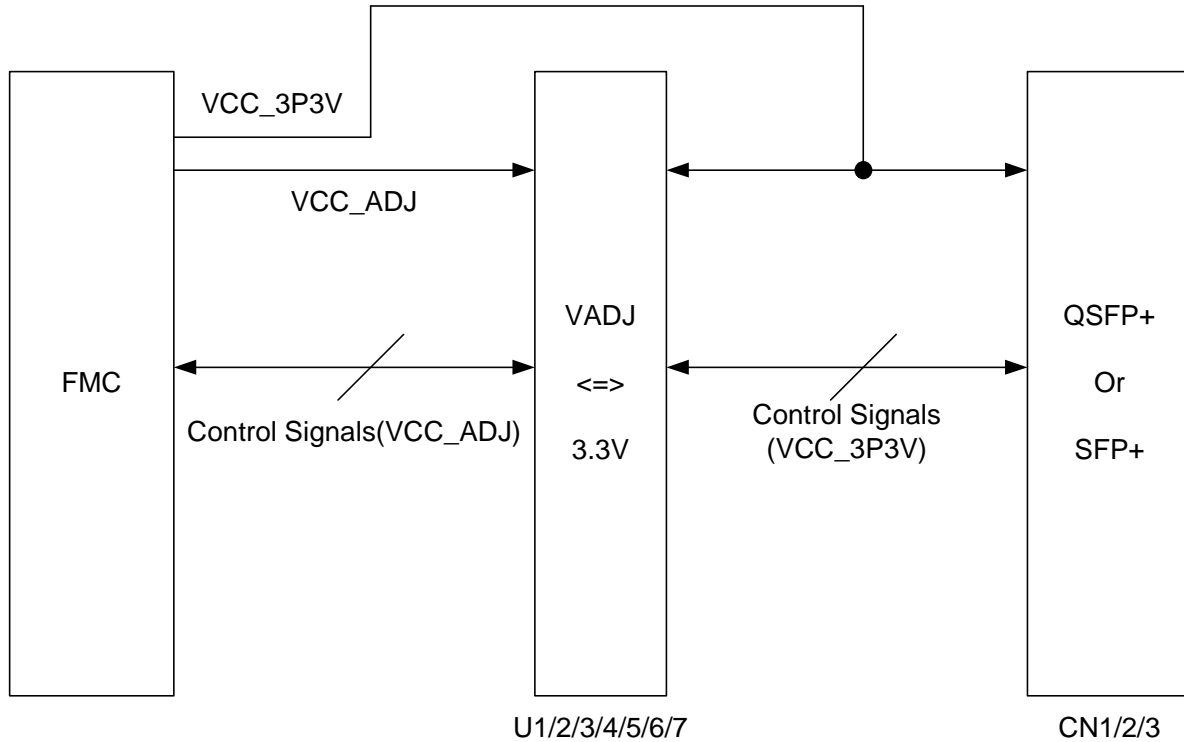 VCC_3P3V
VCC_ADJ
FMC
Control Signals(VCC_ADJ)
VADJ
<=>
3.3V
Control Signals
(VCC_3P3V)
QSFP+
Or
SFP+
U1/2/3/4/5/6/7
CN1/2/3